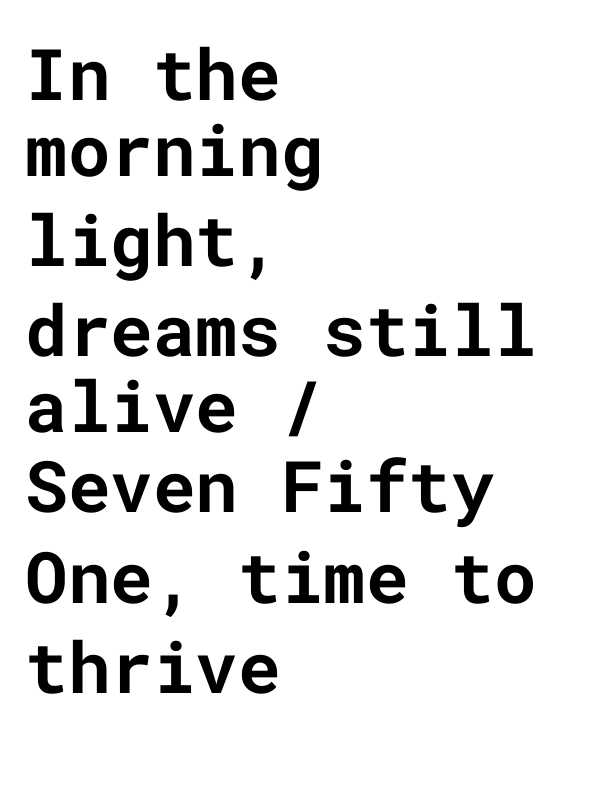 In the
morning
light,
dreams still
alive /
Seven Fifty
One, time to
thrive